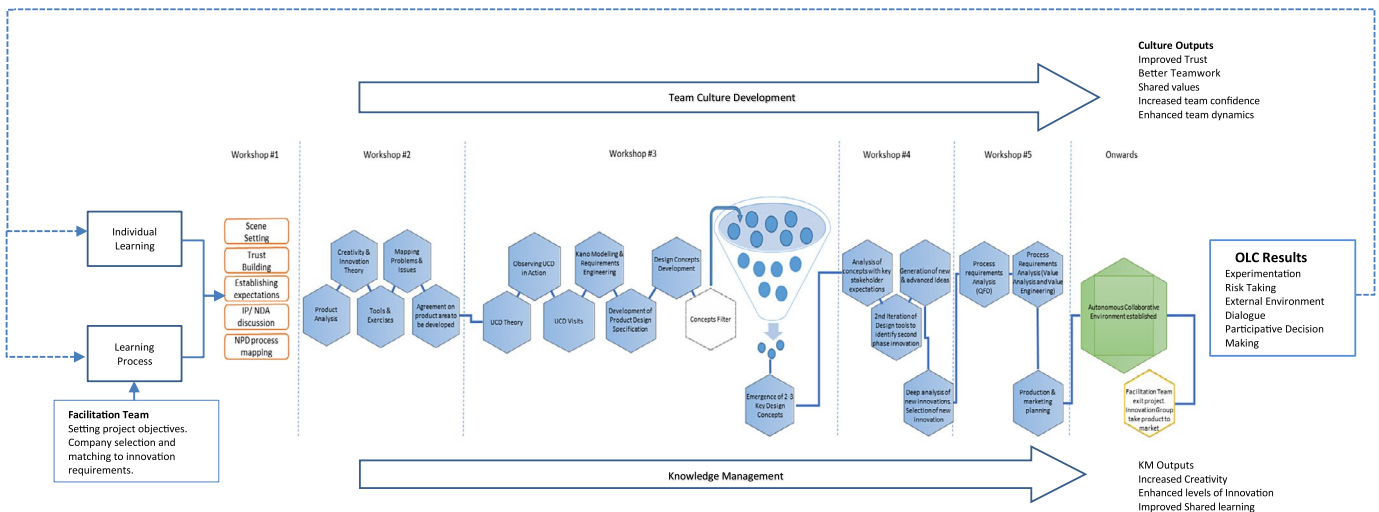 Culture Outputs
Improved Trust
Better Teamwork
Shared values
Increased team confidence
Enhanced team dynamics
Team Culture Development
Workshop #1
Workshop #2
Workshop #3
Workshop #4
Workshop #5
Onwards
Individual
Learning
Learning
Process
Facilitation Team
Setting project objectives.
Company selection and
matching to innovation
requirements.
Scene
Setting
Trust
Building
Establishing
expectations
IP/ NDA
discussion
NPD process
mapping
Product
Analysis
Creativity &
Innovation
Theory
Tools &
Exercises
Mapping
Problems &
Issues
Agreement on
product area to
be developed
UCD Theory
Observing UCD
in Action
UCD Visits
Kano Modelling &
Requirements
Engineering
Development of
Product Design
Specification
Design Concepts
Development
Concepts Filter
Emergence of 2-3
Key Design
Concepts
Analysis of
concepts with key
stakeholder
expectations
2nd Iteration of
Design tools to
identify second
phase innovation
Generation of new
& advanced ideas
Deep analysis of
new innovations.
Selection of new
innovation
Process
requirements
Analysis
(QFD)
Process
Requirements
Analysis (Value
Analysis and Value
Engineering)
Production &
marketing
planning
Autonomous Collaborative
Environment established
Facilitation Team
exit project.
Innovation Group
take product to
market
OLC Results
Experimentation
Risk Taking
External Environment
Dialogue
Participative Decision
Making
Knowledge Management
KM Outputs
Increased Creativity
Enhanced levels of Innovation
Improved Shared learning